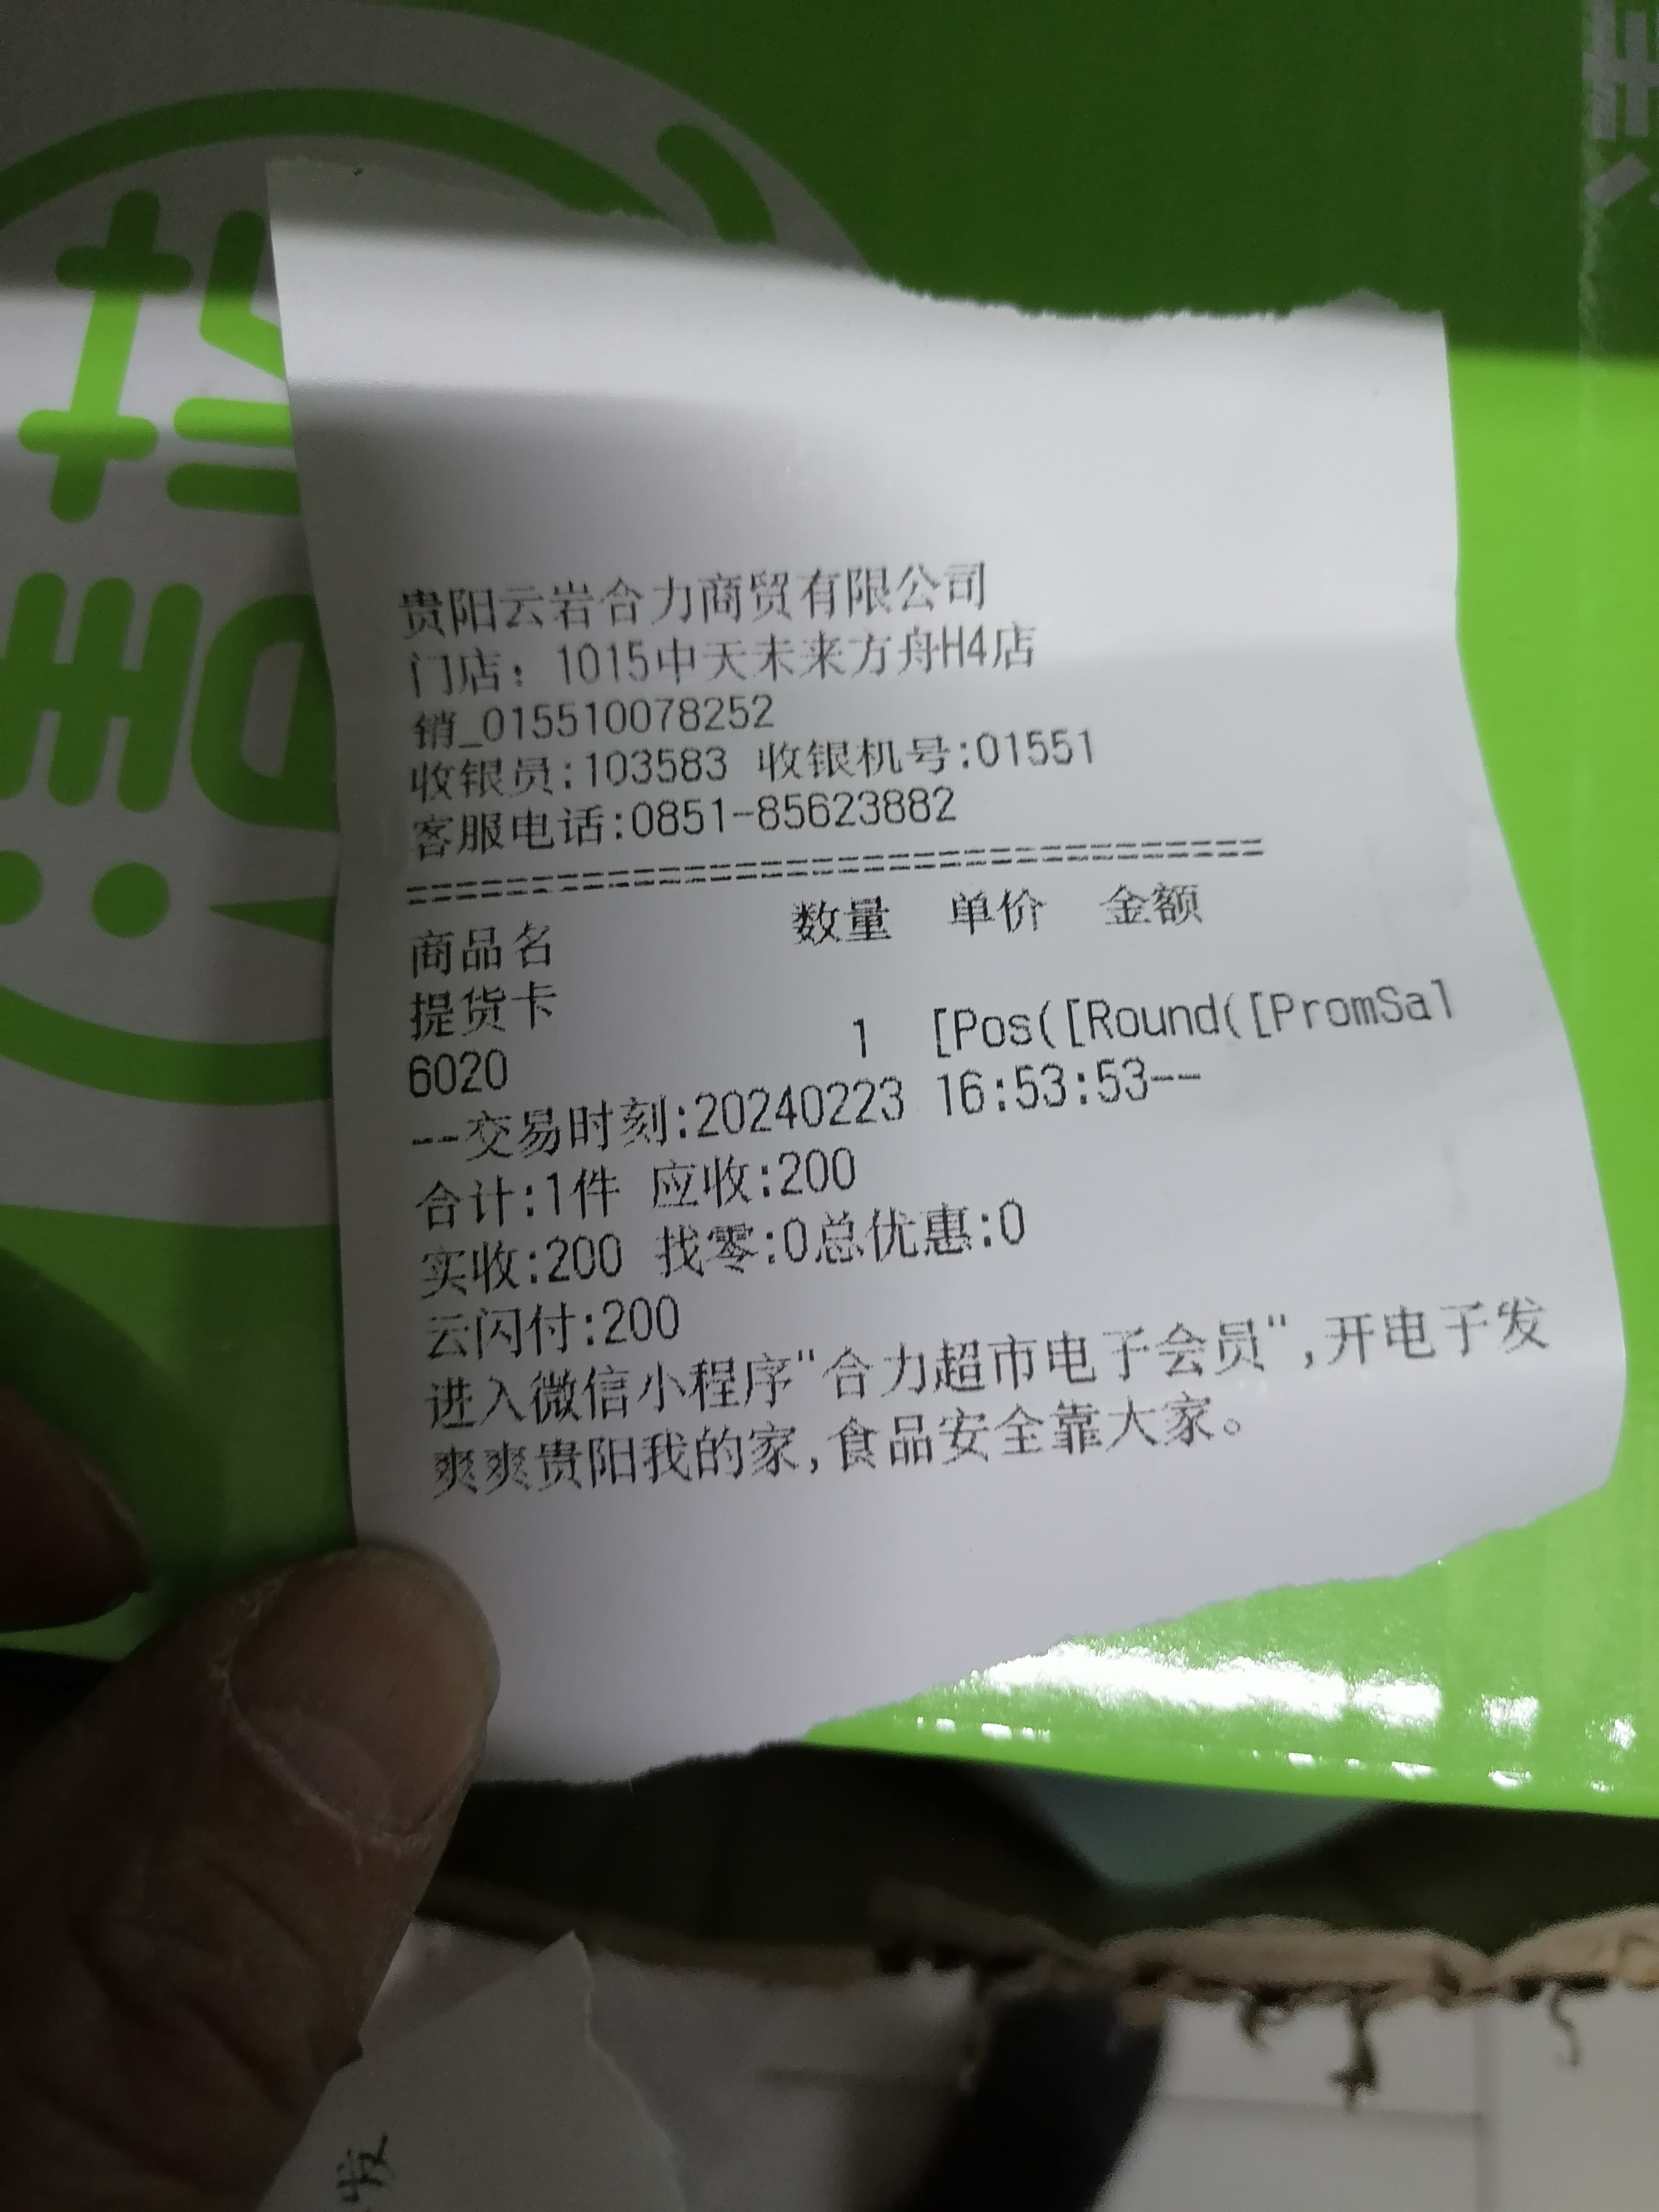 贵阳云岩合力商贸有限公司
门店：1015中天未来方舟H4店
销_015510078252
收银员:103583 收银机号:01551
客服电话:0851-85623882
==================================
商品名 数量 单价 金额
提货卡
6020 1 [Pos([Round([PromSal
--交易时刻:20240223 16:53:53--
合计:1件 应收:200
实收:200 找零:0总优惠:0
云闪付:200
进入微信小程序"合力超市电子会员",开电子发
爽爽贵阳我的家,食品安全靠大家。
发